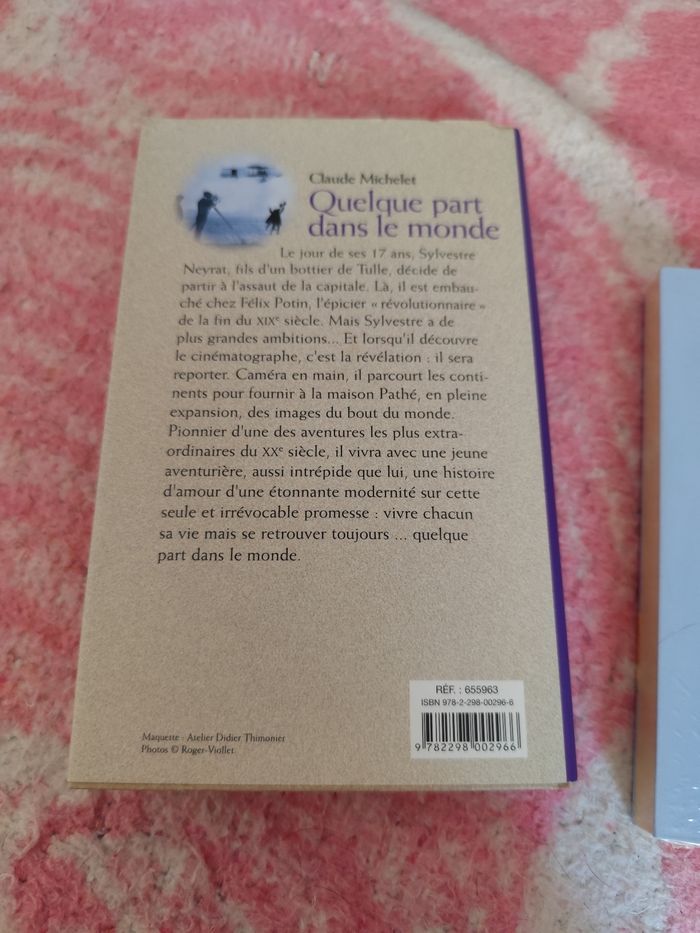 Claude Michelet
Quelque part
dans le monde
Le jour de ses 17 ans, Sylvestre
Neyrat, fils d'un bottier de Tulle, décide de
partir à l'assaut de la capitale. Là, il est embau-
ché chez Félix Potin, l'épicier « révolutionnaire »
de la fin du XIXe siècle. Mais Sylvestre a de
plus grandes ambitions... Et lorsqu'il découvre
le cinématographe, c'est la révélation : il sera
reporter. Caméra en main, il parcourt les conti-
nents pour fournir à la maison Pathé, en pleine
expansion, des images du bout du monde.
Pionnier d'une des aventures les plus extra-
ordinaires du XXe siècle, il vivra avec une jeune
aventurière, aussi intrépide que lui, une histoire
d'amour d'une étonnante modernité sur cette
seule et irrévocable promesse : vivre chacun
sa vie mais se retrouver toujours ... quelque
part dans le monde.
RÉF. : 655963
ISBN 978-2-298-00296-6
9 782298 002966
Maquette - Atelier Didier Thimonier
Photos © Roger-Viollet